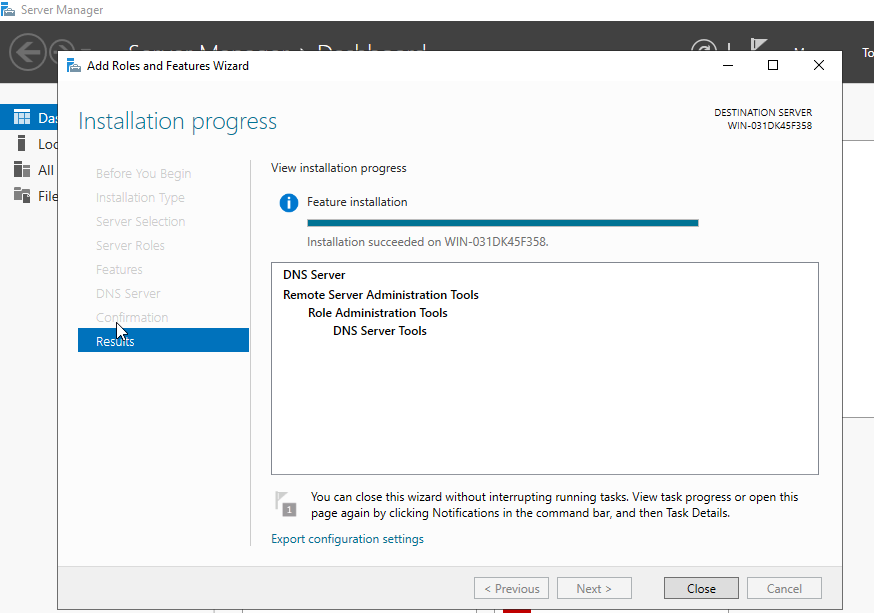 Server Manager
Add Roles and Features Wizard
To
Installation progress
DESTINATION SERVER
WIN-031DK45F358
Das
Loc
All
File
Before You Begin
Installation Type
Server Selection
Server Roles
Features
DNS Server
Confirmation
Results
View installation progress
Feature installation
Installation succeeded on WIN-031DK45F358.
DNS Server
Remote Server Administration Tools
Role Administration Tools
DNS Server Tools
1
You can close this wizard without interrupting running tasks. View task progress or open this
page again by clicking Notifications in the command bar, and then Task Details.
Export configuration settings
< Previous
Next >
Close
Cancel